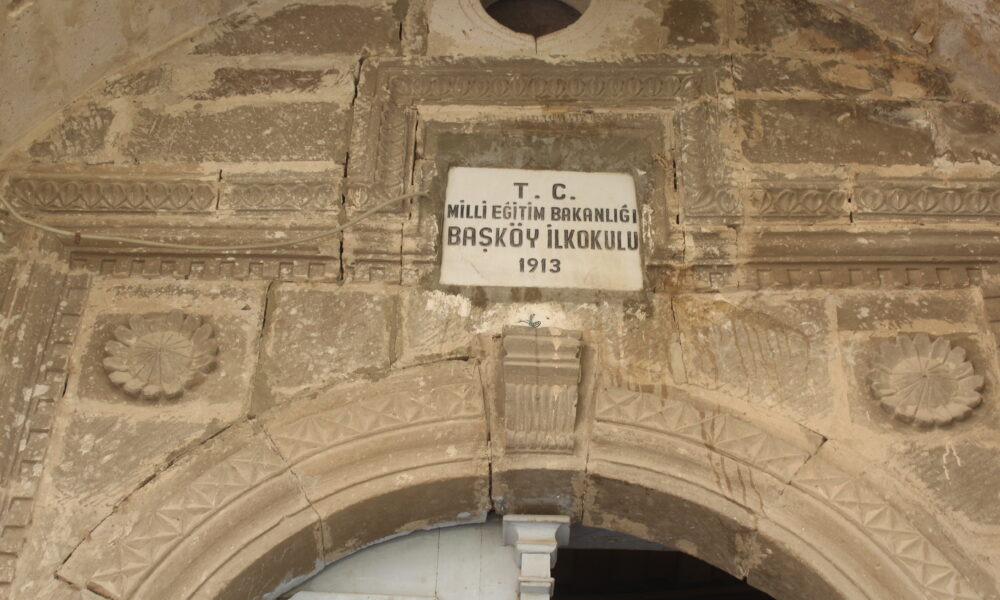 T. C.
MİLLİ EĞİTİM BAKANLIĞI
BAŞKÖY İLKOKULU
1913